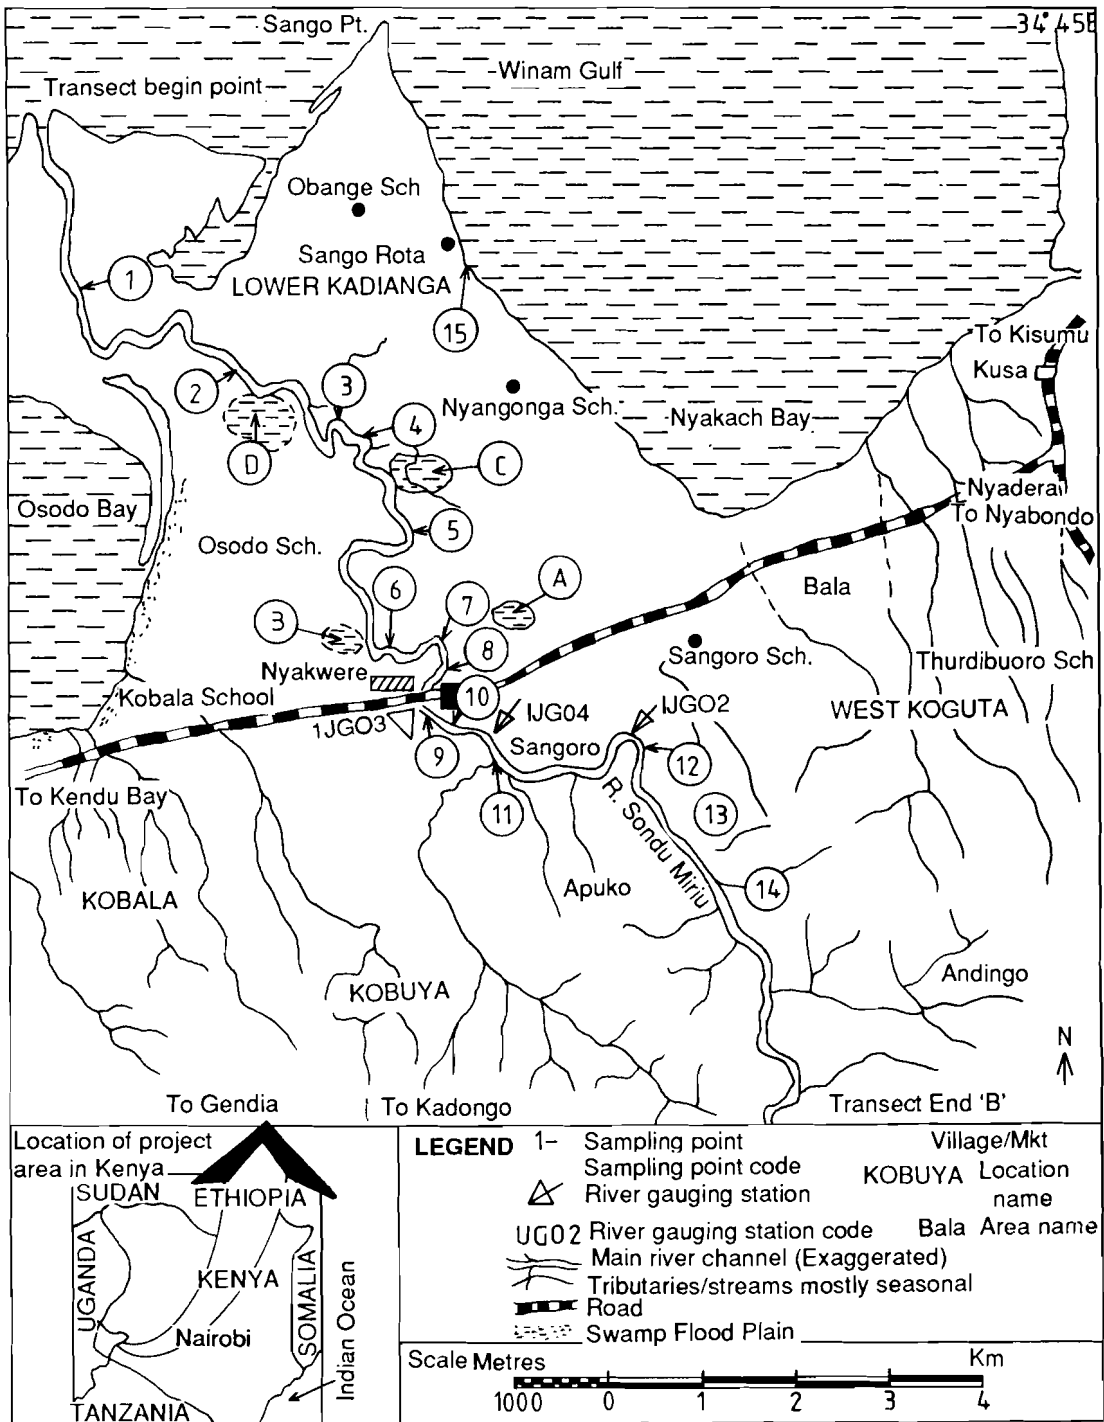 Sango Pt.
34° 45E
Winam Gulf
Transect begin point
Obange Sch
Sango Rota
LOWER KADIANGA
1
15
To Kisumu
Kusa
2
3
Nyangonga Sch.
4
Nyakach Bay
D
C
Nyaderai
To Nyabondo
Osodo Bay
5
Osodo Sch.
A
Bala
6
7
3
8
Sangoro Sch.
Thurdibuoro Sch
Nyakwere
Kobala School
10
1JGO3
IJG04
IJGO2
WEST KOGUTA
9
Sangoro
12
To Kendu Bay
11
13
R. Sondu Miriu
KOBALA
Apuko
14
Andingo
KOBUYA
N
To Gendia
To Kadongo
Transect End 'B'
Location of project
area in Kenya
SUDAN
ETHIOPIA
UGANDA
KENYA
SOMALIA
Nairobi
Indian Ocean
TANZANIA
LEGEND
1- Sampling point
Sampling point code
River gauging station
UGO2 River gauging station code
Main river channel (Exaggerated)
Tributaries/streams mostly seasonal
Road
Swamp Flood Plain
Village/Mkt
KOBUYA Location
name
Bala Area name
Scale Metres
Km
1000 0 1 2 3 4